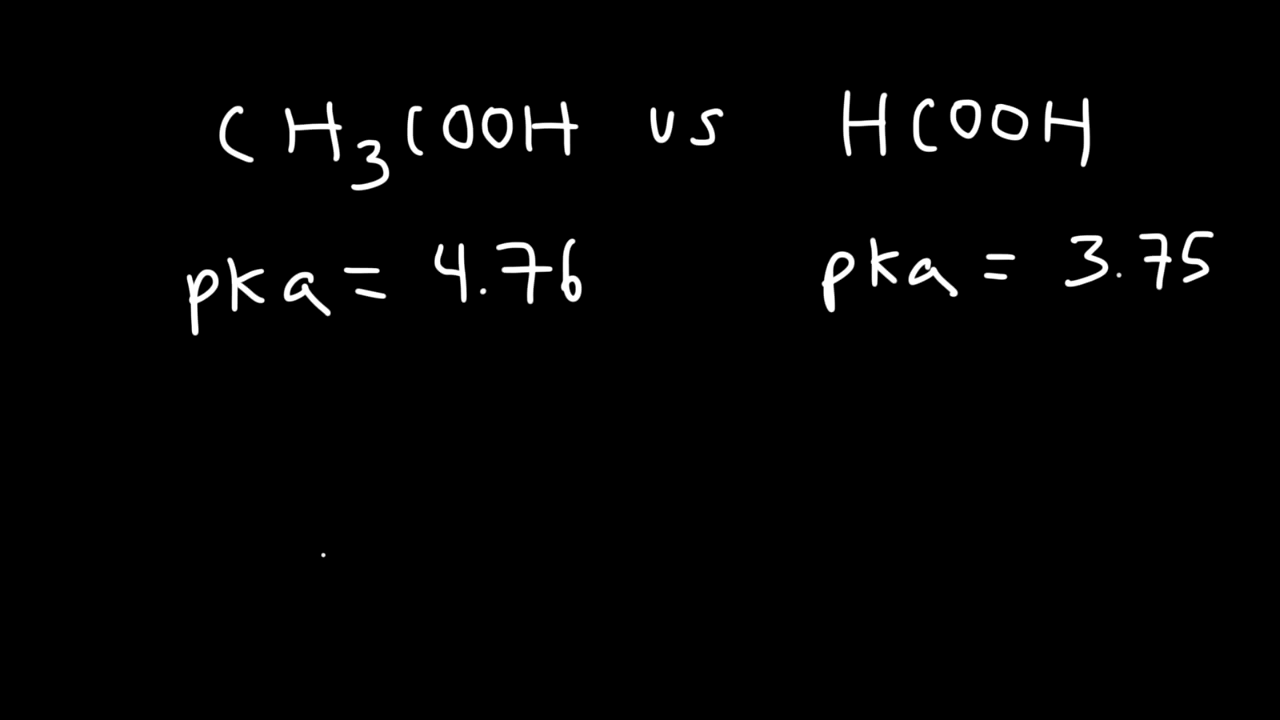 CH₃COOH vs HCOOH
pka = 4.76 pka = 3.75